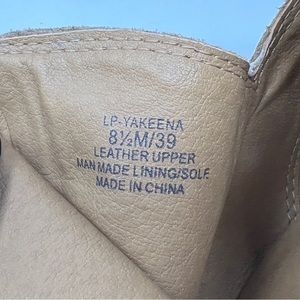 LP-YAKEENA
8½M/39
LEATHER UPPER
MAN MADE LINING/SOLE
MADE IN CHINA